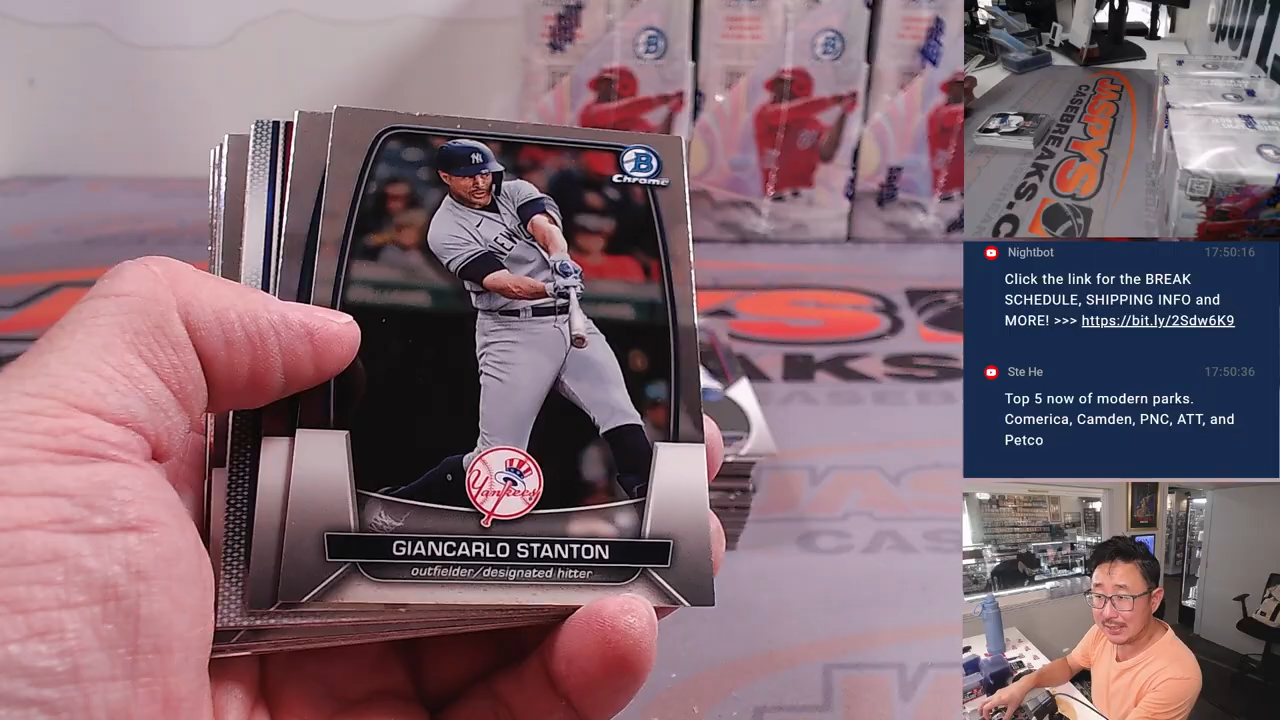 B
Chrome
NY
NEW
Yankees
GIANCARLO STANTON
outfielder/designated hitter
JASPYS
CASEBREAKS.C
Nightbot
17:50:16
Click the link for the BREAK
SCHEDULE, SHIPPING INFO and
MORE! >>> https://bit.ly/2Sdw6K9
Ste He
17:50:36
Top 5 now of modern parks.
Comerica, Camden, PNC, ATT, and
Petco